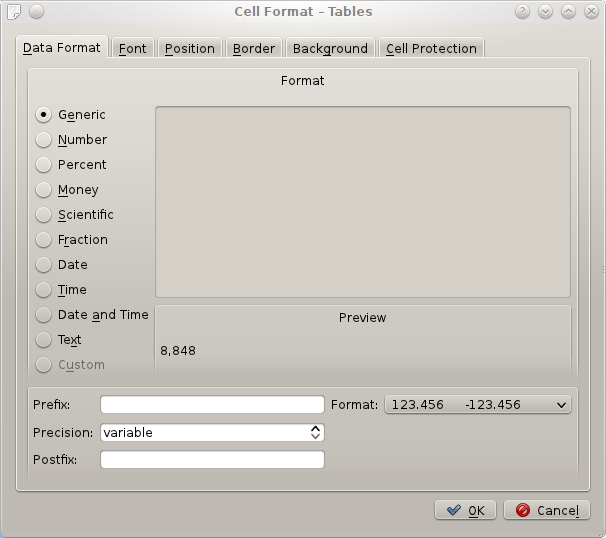 Cell Format – Tables
Data Format Font Position Border Background Cell Protection
Format
Generic
Number
Percent
Money
Scientific
Fraction
Date
Time
Date and Time
Text
Custom
Preview
8,848
Prefix: Format: 123.456 -123.456
Precision: variable
Postfix:
OK Cancel